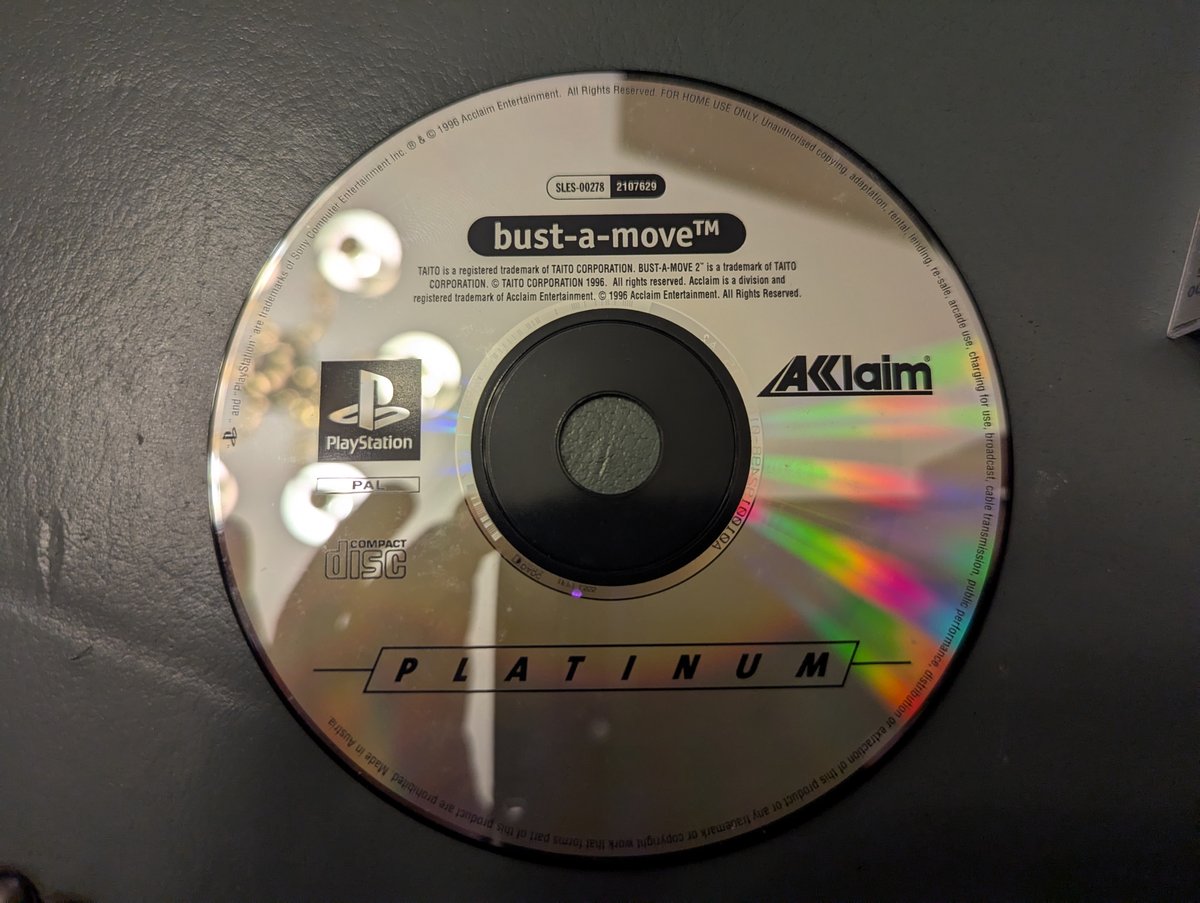 SLES-00278 2107629
bust-a-move™
TAITO is a registered trademark of TAITO CORPORATION. BUST-A-MOVE 2™ is a trademark of TAITO
CORPORATION. © TAITO CORPORATION 1996. All rights reserved. Acclaim is a division and
registered trademark of Acclaim Entertainment. © 1996 Acclaim Entertainment. All Rights Reserved.
AKKlaim®
PlayStation
PAL
COMPACT
disc
PLATINUM
and "PlayStation" are trademarks of Sony Computer Entertainment Inc. ® & © 1996 Acclaim Entertainment. All Rights Reserved. FOR HOME USE ONLY. Unauthorised copying, adaptation, rental, lending, re-sale, arcade use, charging for use, broadcast, cable transmission, public performance, distribution or extraction of this product or any trademark or copyright work that forms part of this product are prohibited. Made in Austria